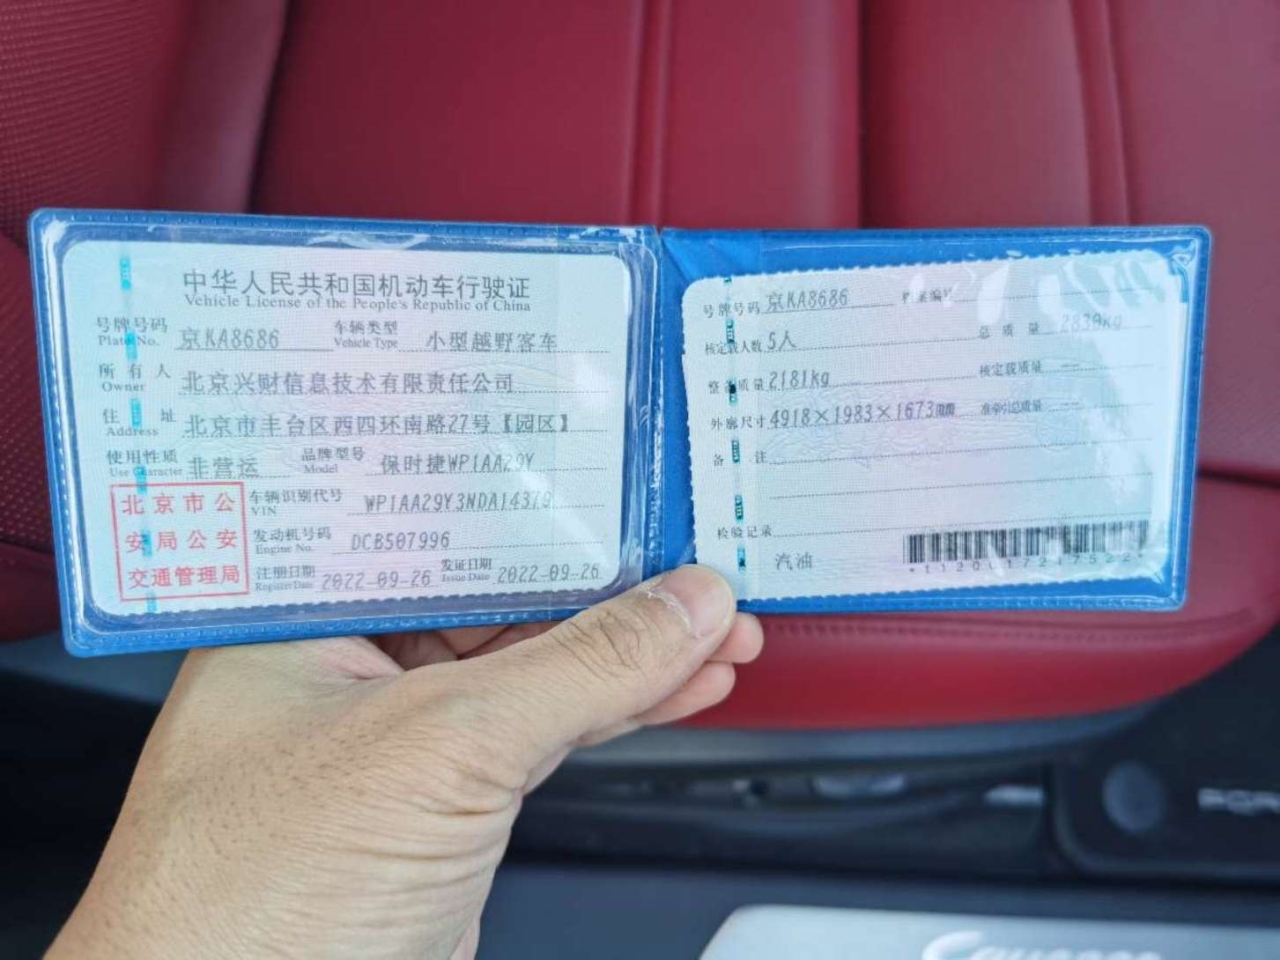 中华人民共和国机动车行驶证
Vehicle License of the People's Republic of China
号牌号码 京KA8686 车辆类型 小型越野客车
Plate No. Vehicle Type
所有人 北京兴财信息技术有限责任公司
Owner
住址 北京市丰台区西四环南路27号【园区】
Address
使用性质 非营运 品牌型号 保时捷WP1AA29Y
Use Character Model
北京市公
安局公安
交通管理局
车辆识别代号 WP1AA29Y3NDA14379
VIN
发动机号码 DCB507996
Engine No.
注册日期 2022-09-26 发证日期 2022-09-26
Register Date Issue Date
号牌号码 京KA8686 档案编号
核定载人数 5人 总质量 2839kg
整备质量 2181kg 核定载质量 --
外廓尺寸 4918×1983×1673mm 准牵引总质量 --
备注
检验记录
汽油